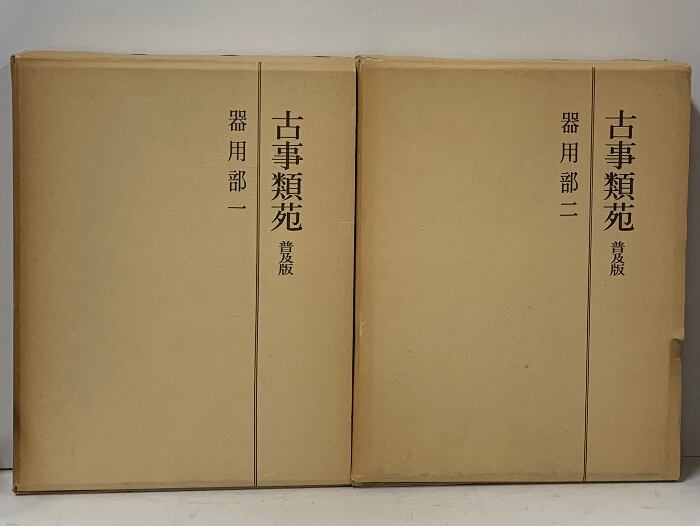 古事類苑 普及版
器用部一
古事類苑 普及版
器用部二